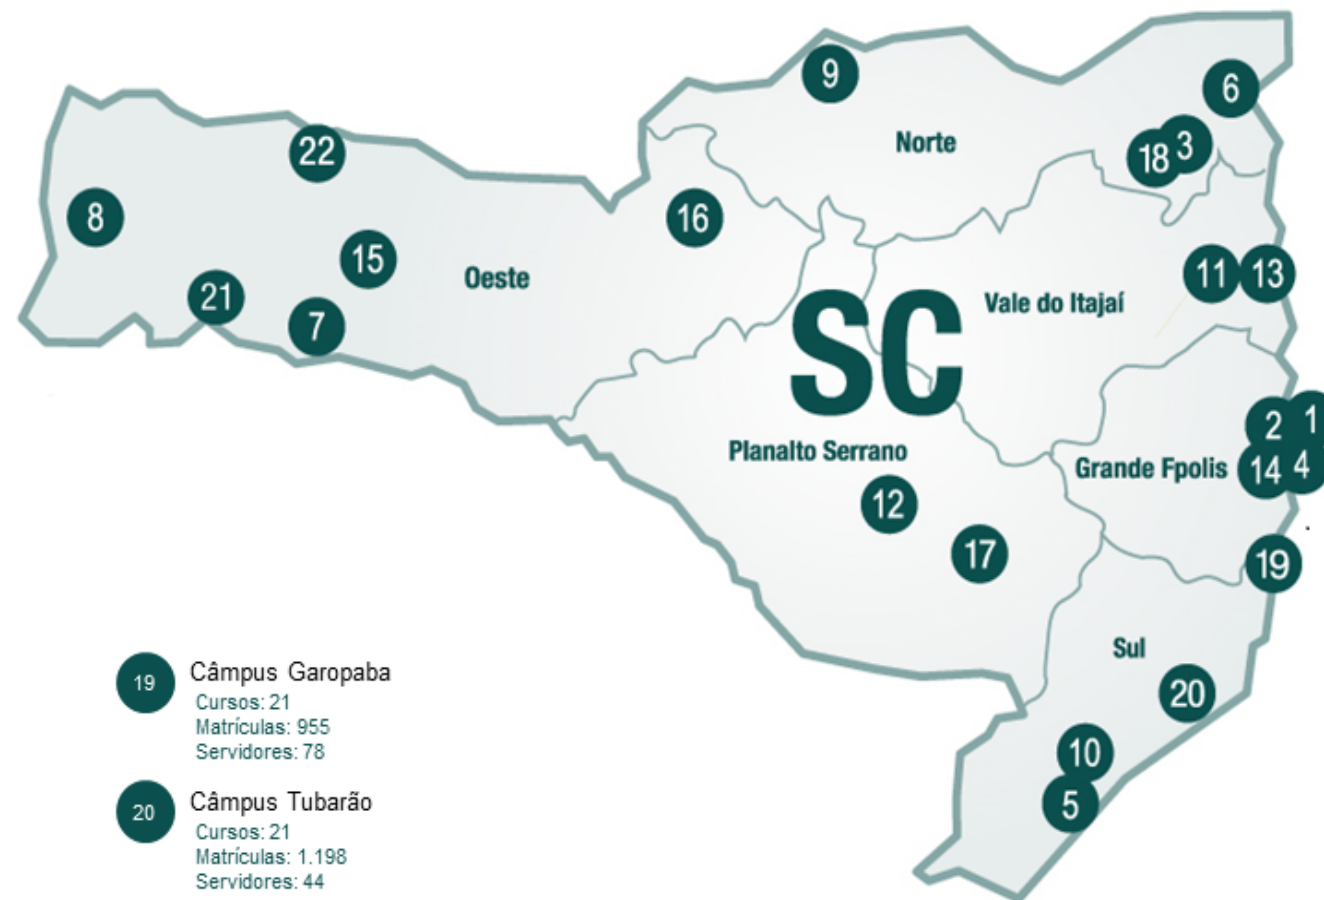 9
6
Norte
3
18
22
8
16
15
Oeste
21
7
11
13
Vale do Itajaí
SC
1
2
Planalto Serrano
Grande Fpolis
14
4
12
17
19
Sul
20
10
5
19
Câmpus Garopaba
Cursos: 21
Matrículas: 955
Servidores: 78
20
Câmpus Tubarão
Cursos: 21
Matrículas: 1.198
Servidores: 44